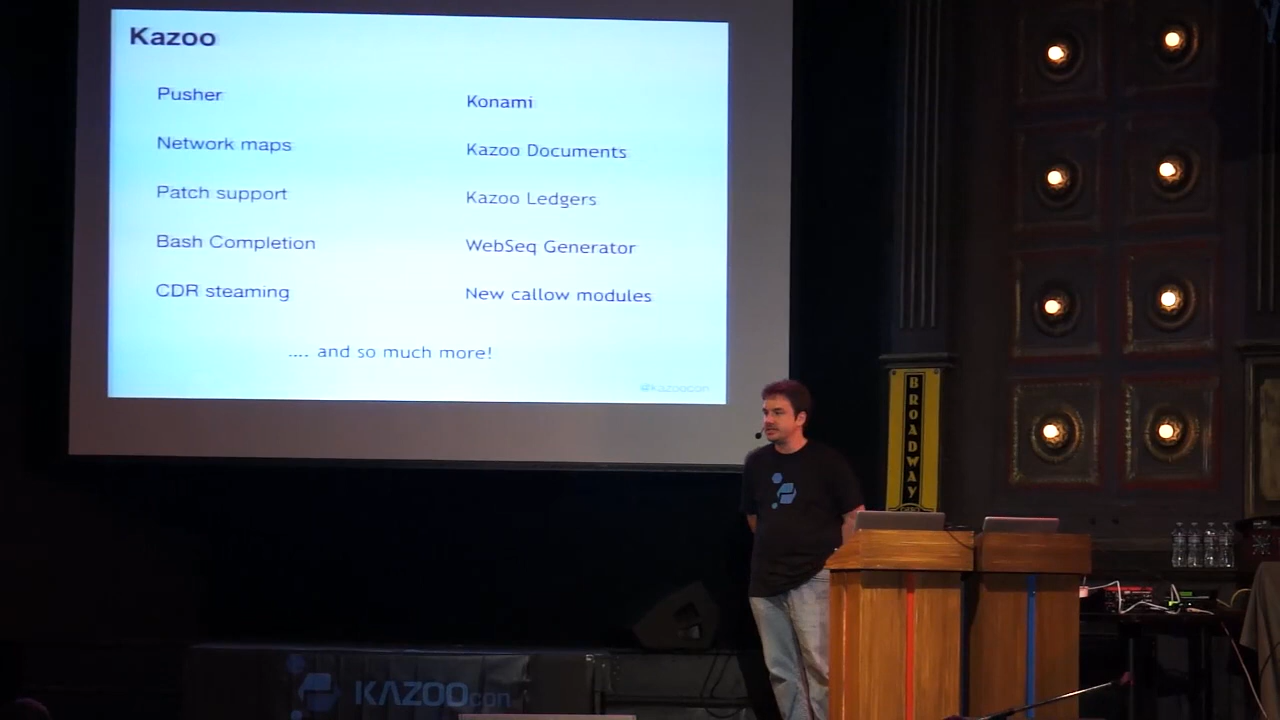 Kazoo
Pusher
Network maps
Patch support
Bash Completion
CDR steaming
Konami
Kazoo Documents
Kazoo Ledgers
WebSeq Generator
New callow modules
.... and so much more!
@kazoocon
BROADWAY
KAZOOcon